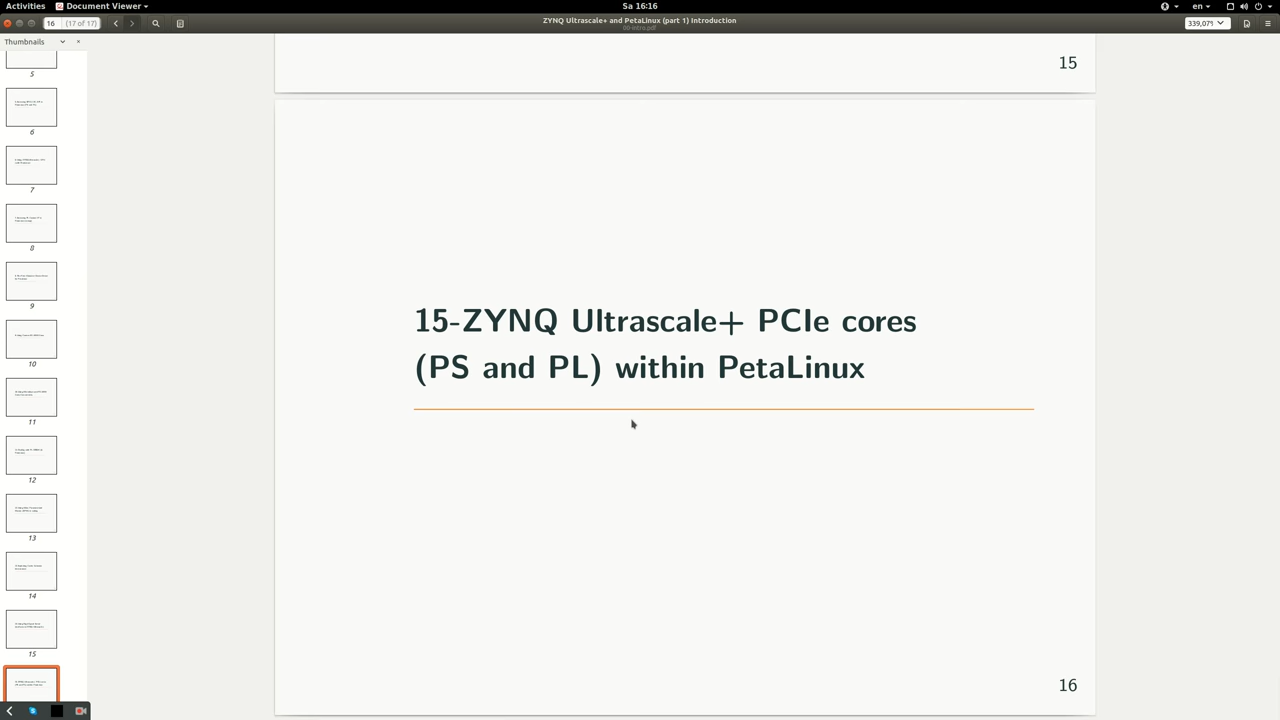 Activities Document Viewer Sa 16:16 en
16 (17 of 17) ZYNQ Ultrascale+ and PetaLinux (part 1) Introduction
00-Intro.pdf
Thumbnails
15
5
6
7
8
9
10
11
12
13
14
15
15-ZYNQ Ultrascale+ PCIe cores
(PS and PL) within PetaLinux
16